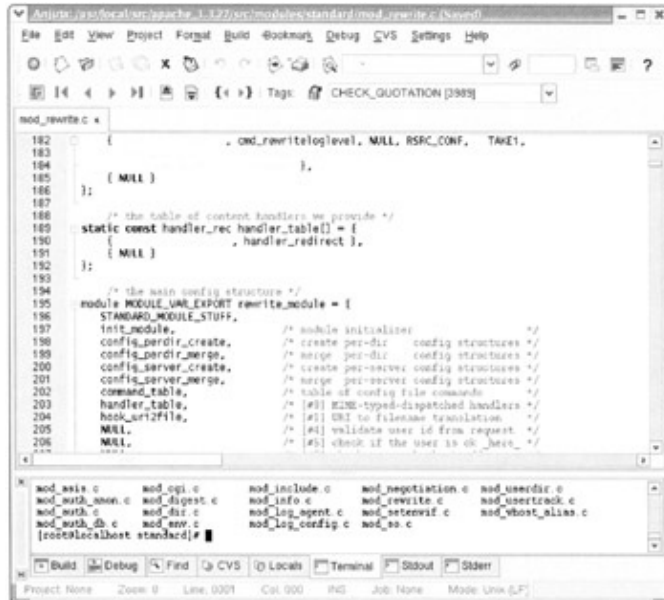 Anjuta: /usr/local/src/apache_1.3.27/src/modules/standard/mod_rewrite.c (Saved)
File Edit View Project Format Build Bookmark Debug CVS Settings Help
Tags: CHECK_QUOTATION [3989]
mod_rewrite.c
182 { , cmd_rewriteloglevel, NULL, RSRC_CONF, TAKE1,
183
184 },
185 { NULL }
186 };
187
188 /* the table of content handlers we provide */
189 static const handler_rec handler_table[] = {
190 { , handler_redirect },
191 { NULL }
192 };
193
194 /* the main config structure */
195 module MODULE_VAR_EXPORT rewrite_module = {
196 STANDARD_MODULE_STUFF,
197 init_module, /* module initializer */
198 config_perdir_create, /* create per-dir config structures */
199 config_perdir_merge, /* merge per-dir config structures */
200 config_server_create, /* create per-server config structures */
201 config_server_merge, /* merge per-server config structures */
202 command_table, /* table of config file commands */
203 handler_table, /* [#8] MIME-typed-dispatched handlers */
204 hook_uri2file, /* [#1] URI to filename translation */
205 NULL, /* [#4] validate user id from request */
206 NULL, /* [#5] check if the user is ok _here_ */
mod_asis.c mod_cgi.c mod_include.c mod_negotiation.c mod_userdir.c
mod_auth_anon.c mod_digest.c mod_info.c mod_rewrite.c mod_usertrack.c
mod_auth.c mod_dir.c mod_log_agent.c mod_setenvif.c mod_vhost_alias.c
mod_auth_db.c mod_env.c mod_log_config.c mod_so.c
[root@localhost standard]#
Build Debug Find CVS Locals Terminal Stdout Stderr
Project: None Zoom: 0 Line: 0001 Col: 000 INS Job: None Mode: Unix (LF)